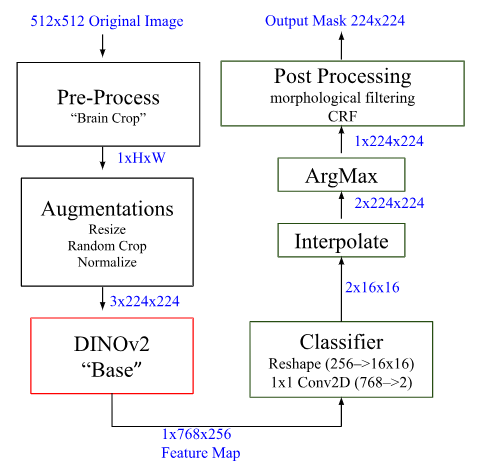 512x512 Original Image
Pre-Process
“Brain Crop”
1xHxW
Augmentations
Resize
Random Crop
Normalize
3x224x224
DINOv2
“Base”
1x768x256
Feature Map
Classifier
Reshape (256–>16x16)
1x1 Conv2D (768–>2)
2x16x16
Interpolate
2x224x224
ArgMax
1x224x224
Post Processing
morphological filtering
CRF
Output Mask 224x224